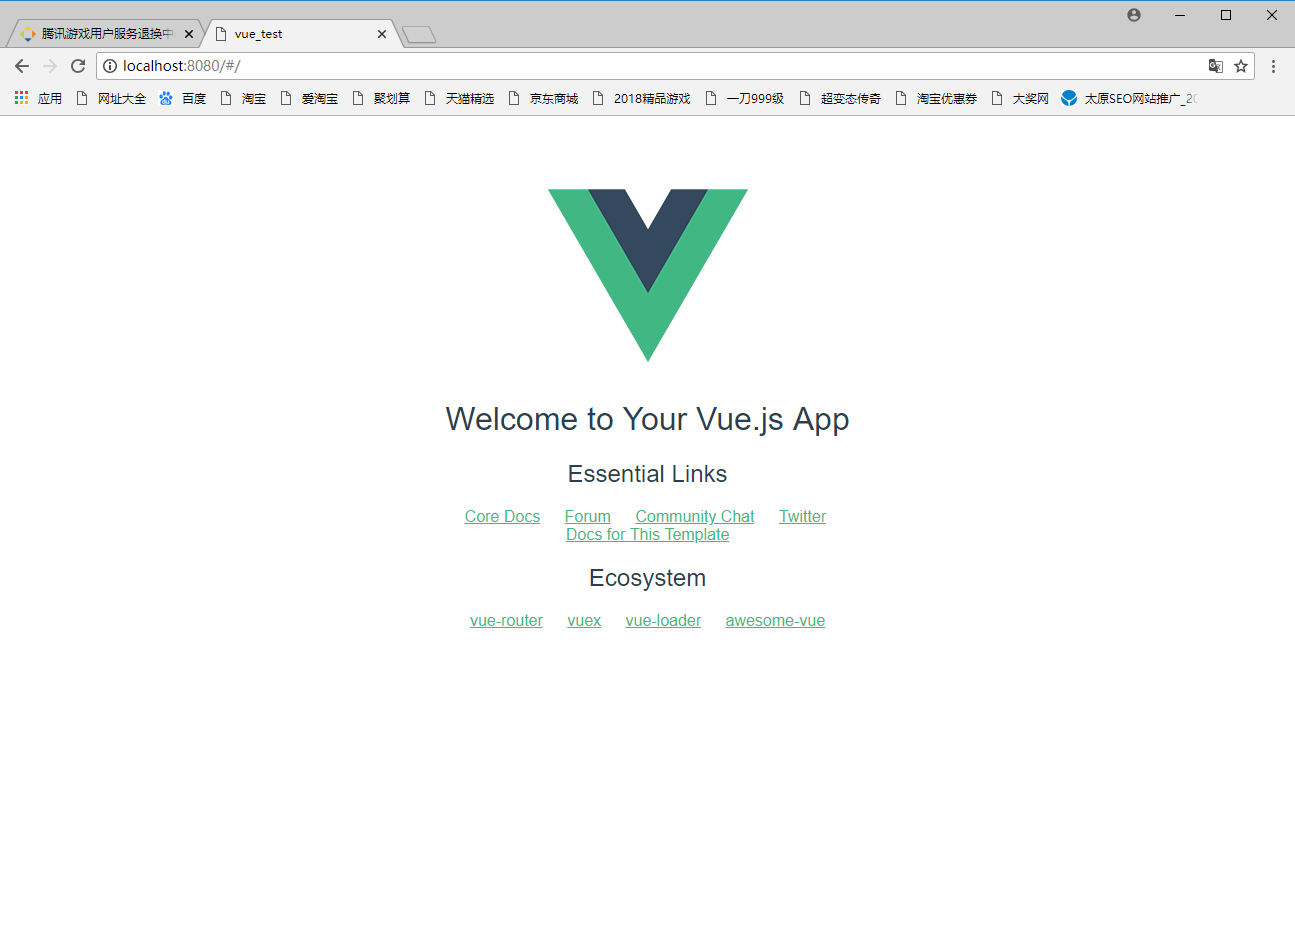 腾讯游戏用户服务退换中
vue_test
localhost:8080/#/
应用 网址大全 百度 淘宝 爱淘宝 聚划算 天猫精选 京东商城 2018精品游戏 一刀999级 超变态传奇 淘宝优惠券 大奖网 太原SEO网站推广_20
Welcome to Your Vue.js App
Essential Links
Core Docs Forum Community Chat Twitter
Docs for This Template
Ecosystem
vue-router vuex vue-loader awesome-vue